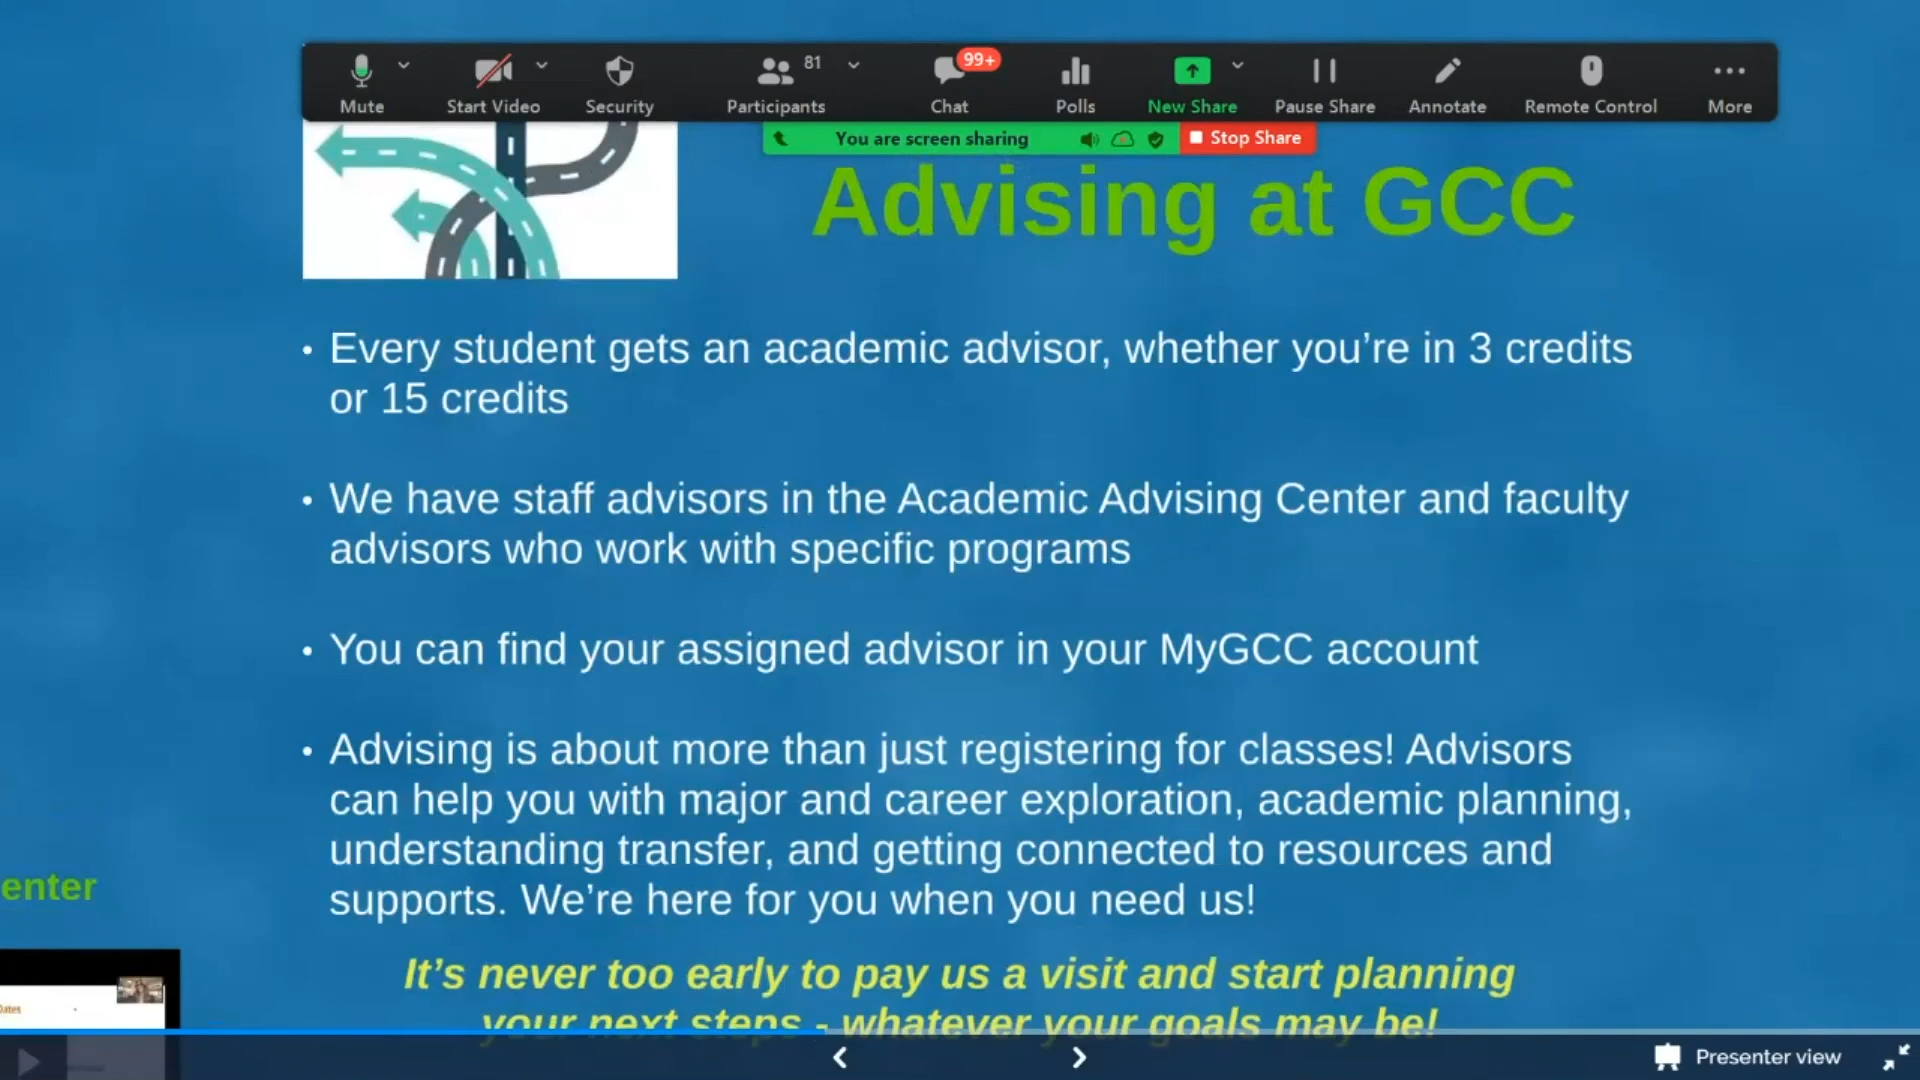 81
99+
Mute
Start Video
Security
Participants
Chat
Polls
New Share
Pause Share
Annotate
Remote Control
More
You are screen sharing
Stop Share
Advising at GCC
• Every student gets an academic advisor, whether you’re in 3 credits
or 15 credits
• We have staff advisors in the Academic Advising Center and faculty
advisors who work with specific programs
• You can find your assigned advisor in your MyGCC account
• Advising is about more than just registering for classes! Advisors
can help you with major and career exploration, academic planning,
understanding transfer, and getting connected to resources and
supports. We’re here for you when you need us!
enter
It’s never too early to pay us a visit and start planning
your next steps - whatever your goals may be!
Dates
Presenter view